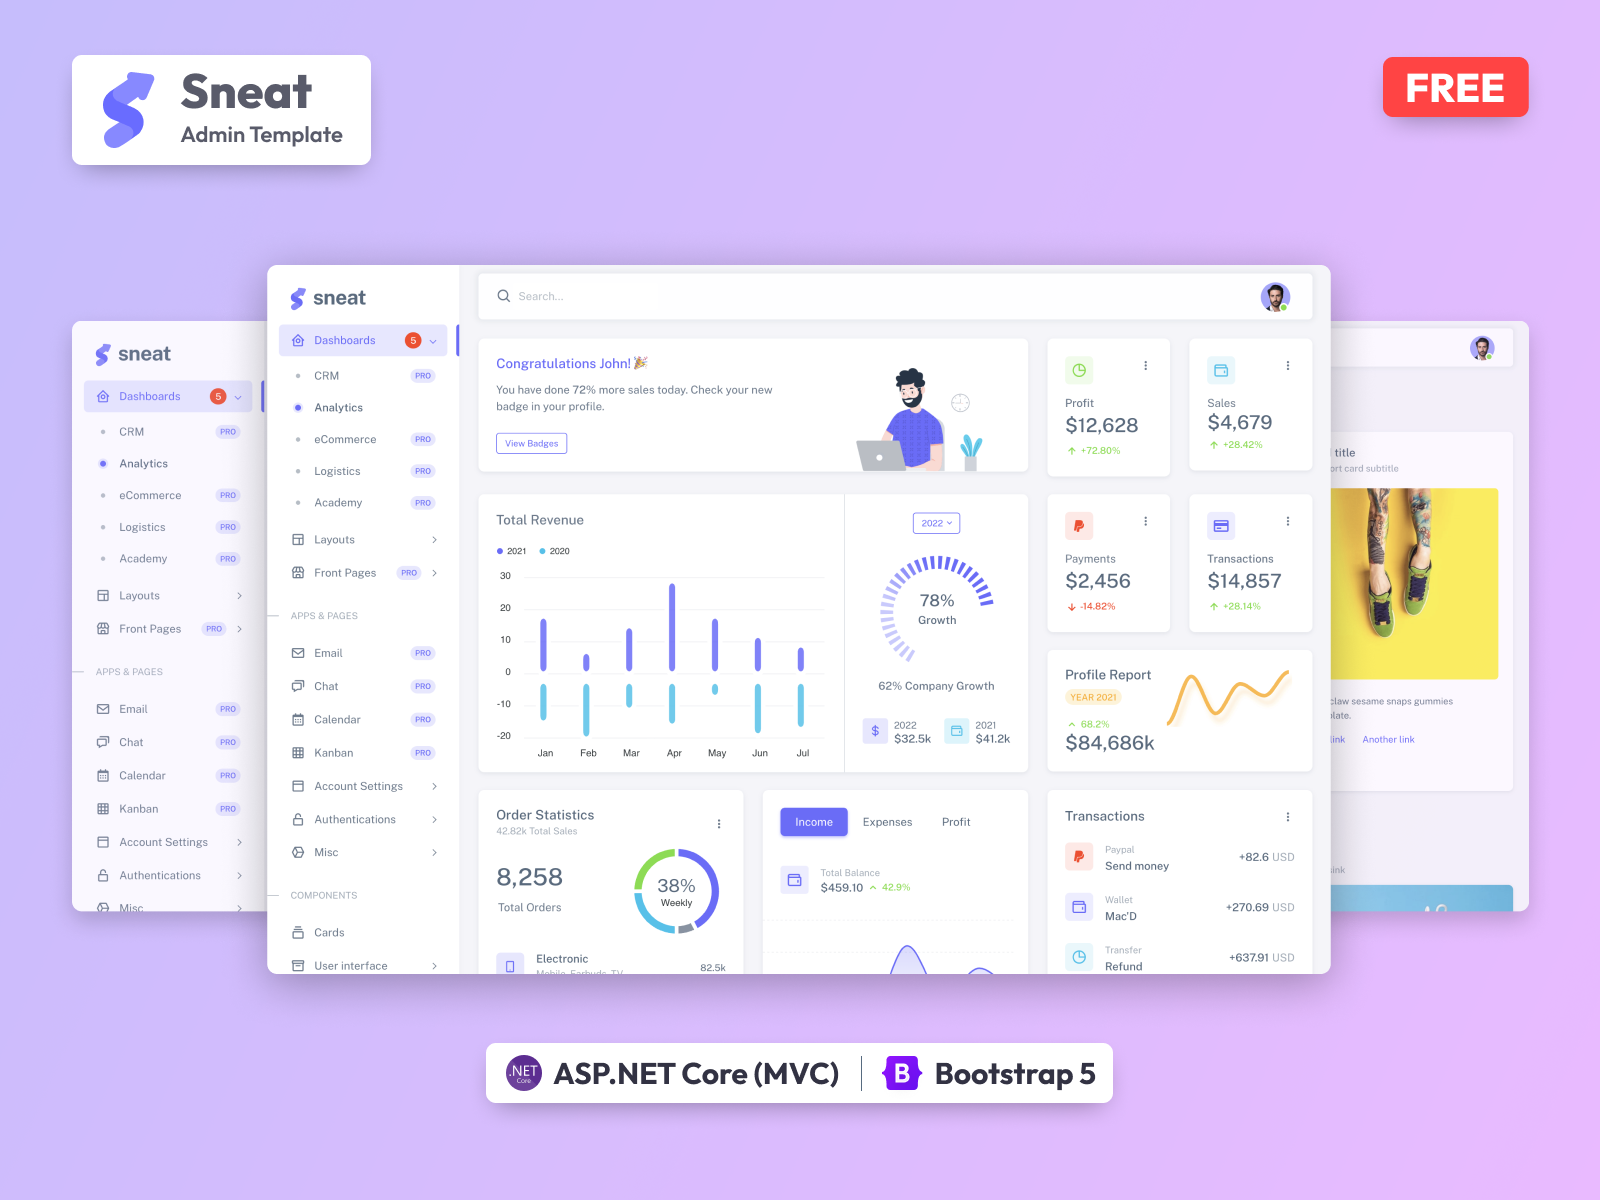 Sneat
Admin Template
FREE
sneat
Dashboards 5
CRM PRO
Analytics
eCommerce PRO
Logistics PRO
Academy PRO
Layouts
Front Pages PRO
APPS & PAGES
Email PRO
Chat PRO
Calendar PRO
Kanban PRO
Account Settings
Authentications
Misc
sneat
Dashboards 5
CRM PRO
Analytics
eCommerce PRO
Logistics PRO
Academy PRO
Layouts
Front Pages PRO
APPS & PAGES
Email PRO
Chat PRO
Calendar PRO
Kanban PRO
Account Settings
Authentications
Misc
COMPONENTS
Cards
User interface
Search...
Congratulations John!
You have done 72% more sales today. Check your new
badge in your profile.
View Badges
Profit
$12,628
+72.80%
Sales
$4,679
+28.42%
Total Revenue
2021 2020
30
20
10
0
-10
-20
Jan Feb Mar Apr May Jun Jul
2022
78%
Growth
62% Company Growth
2022
$32.5k
2021
$41.2k
Payments
$2,456
-14.82%
Transactions
$14,857
+28.14%
Profile Report
YEAR 2021
68.2%
$84,686k
Order Statistics
42.82k Total Sales
8,258
Total Orders
38%
Weekly
Electronic
Mobile, Earbuds, TV
82.5k
Income Expenses Profit
Total Balance
$459.10 42.9%
Transactions
Paypal
Send money
+82.6 USD
Wallet
Mac'D
+270.69 USD
Transfer
Refund
+637.91 USD
title
ort card subtitle
claw sesame snaps gummies
late.
link Another link
ink
.NET
Core
ASP.NET Core (MVC)
B
Bootstrap 5